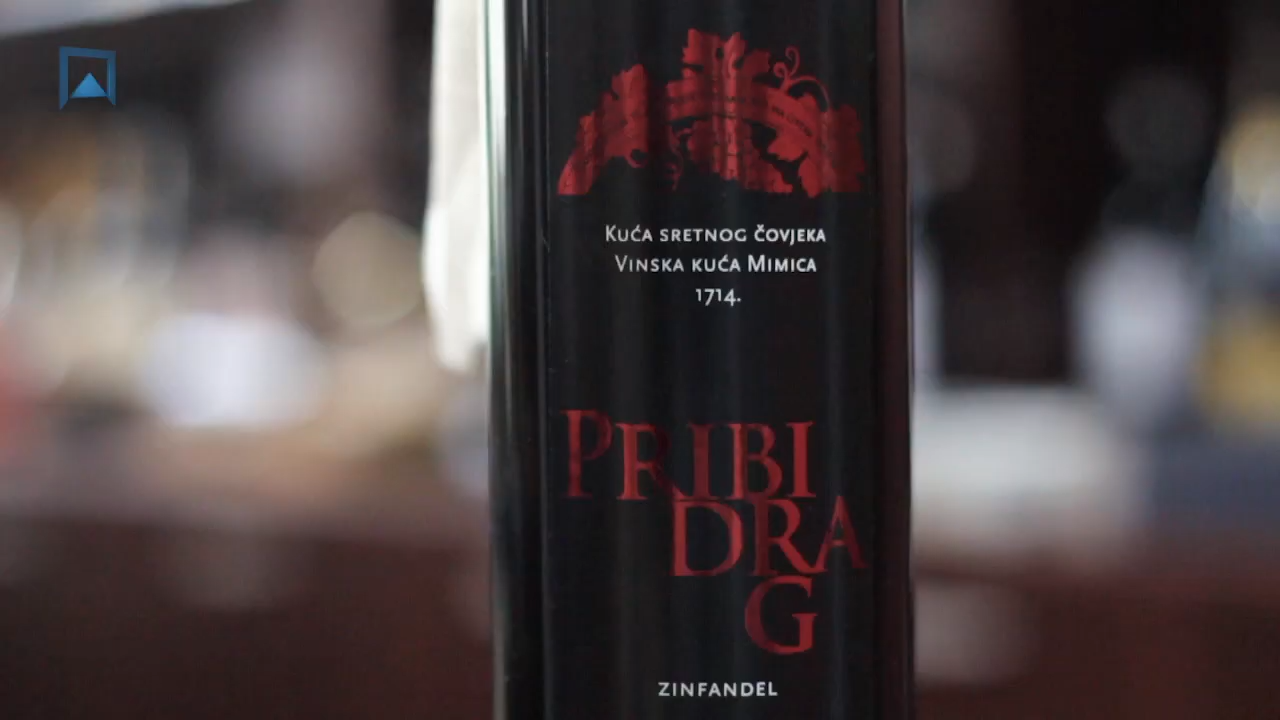 Kuća sretnog čovjeka
Vinska kuća Mimica
1714.
PRIBI
DRA
G
ZINFANDEL